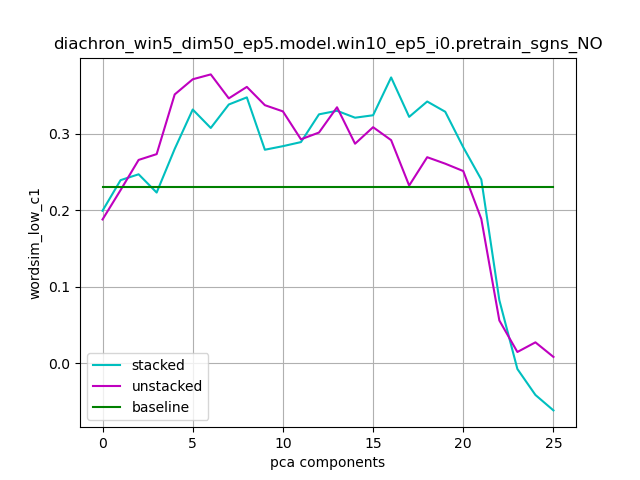 diachron_win5_dim50_ep5.model.win10_ep5_i0.pretrain_sgns_NO
wordsim_low_c1
0.3
0.2
0.1
0.0
stacked
unstacked
baseline
0 5 10 15 20 25
pca components